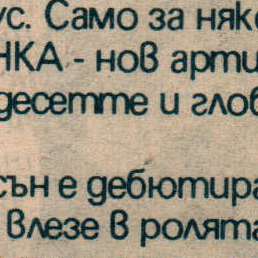 ус. Само за няко
НКА - нов арти
десетте и глоб
сън е дебютира
влезе в ролята